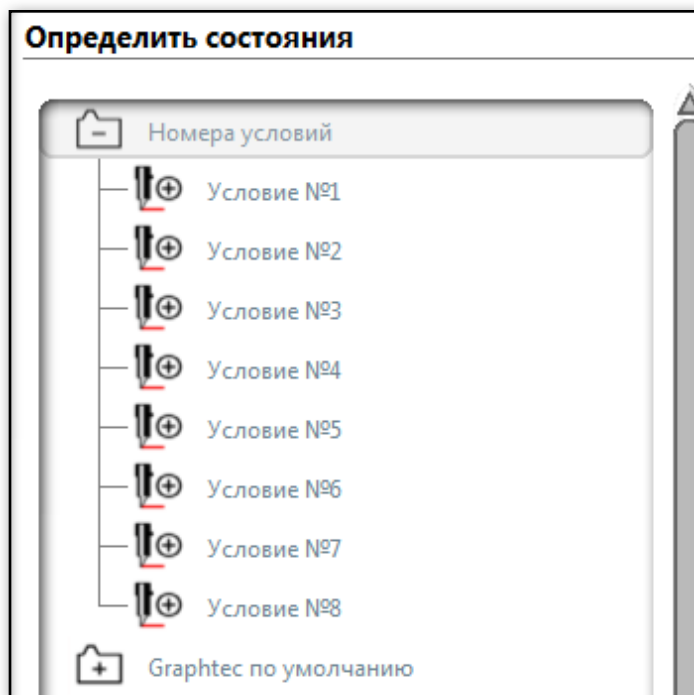 Определить состояния
Номера условий
Условие №1
Условие №2
Условие №3
Условие №4
Условие №5
Условие №6
Условие №7
Условие №8
Graphtec по умолчанию